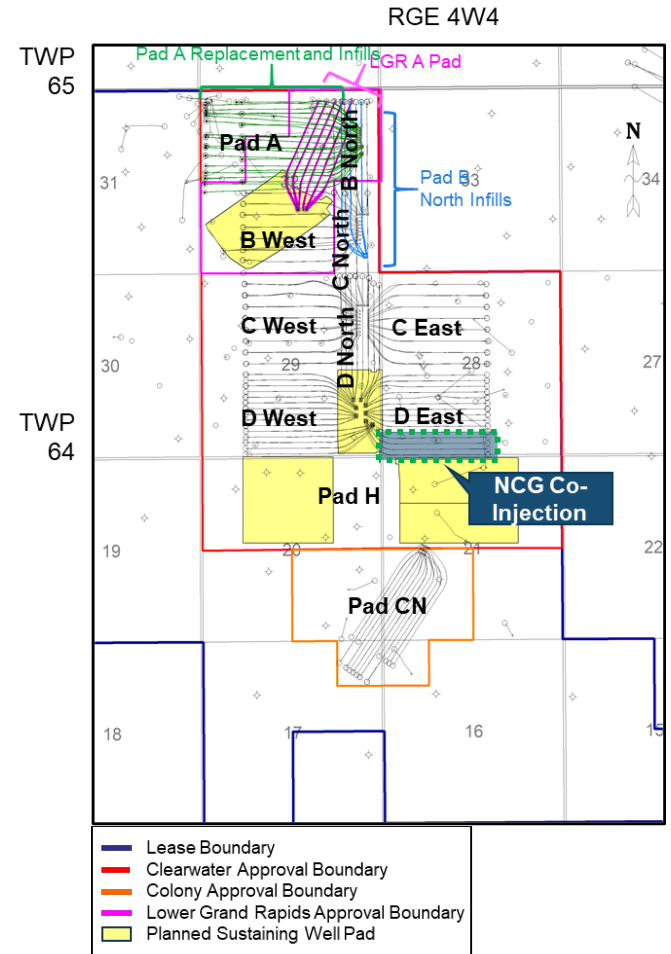 RGE 4W4
TWP
65
Pad A Replacement and Infills
LGR A Pad
Pad A
B North
N
31
Pad B
33
34
North Infills
B West
C North
C West
C East
30
29
28
27
D North
D West
D East
TWP
64
NCG Co-
Injection
Pad H
19
20
21
22
Pad CN
18
17
16
15
Lease Boundary
Clearwater Approval Boundary
Colony Approval Boundary
Lower Grand Rapids Approval Boundary
Planned Sustaining Well Pad